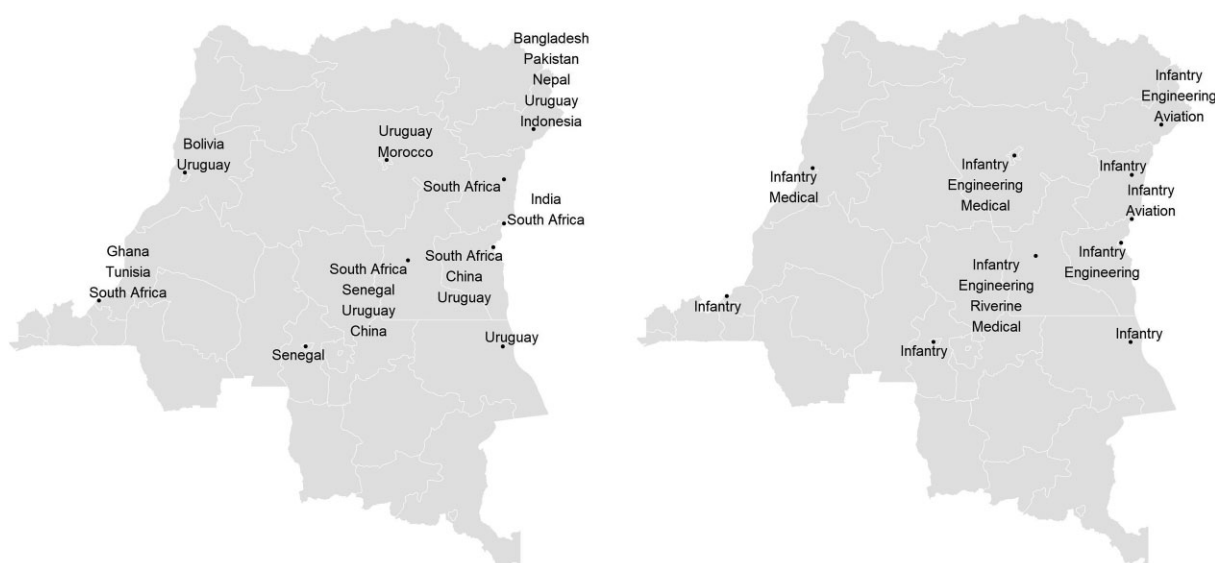 Bangladesh
Pakistan
Nepal
Uruguay
Indonesia
Uruguay
Morocco
Bolivia
Uruguay
South Africa
India
South Africa
Ghana
Tunisia
South Africa
South Africa
Senegal
Uruguay
China
South Africa
China
Uruguay
Uruguay
Senegal
Infantry
Engineering
Aviation
Infantry
Engineering
Medical
Infantry
Medical
Infantry
Infantry
Aviation
Infantry
Engineering
Infantry
Engineering
Riverine
Medical
Infantry
Infantry
Infantry